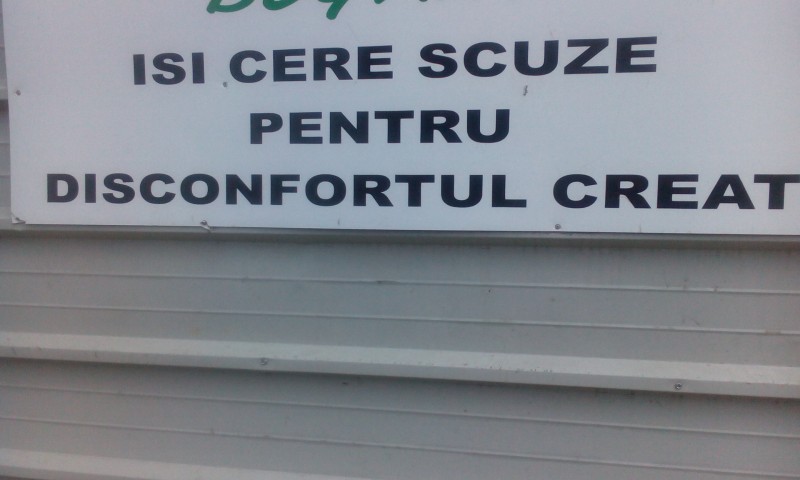 ISI CERE SCUZE
PENTRU
DISCONFORTUL CREAT